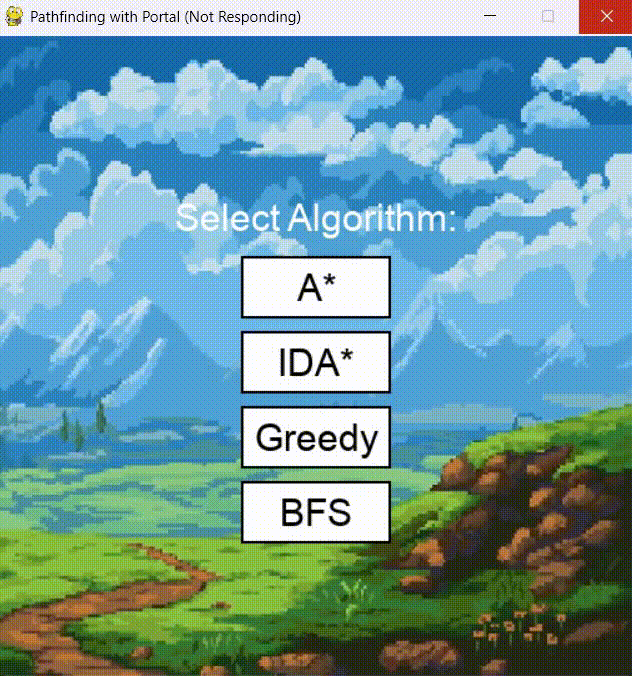 Pathfinding with Portal (Not Responding)
Select Algorithm:
A*
IDA*
Greedy
BFS